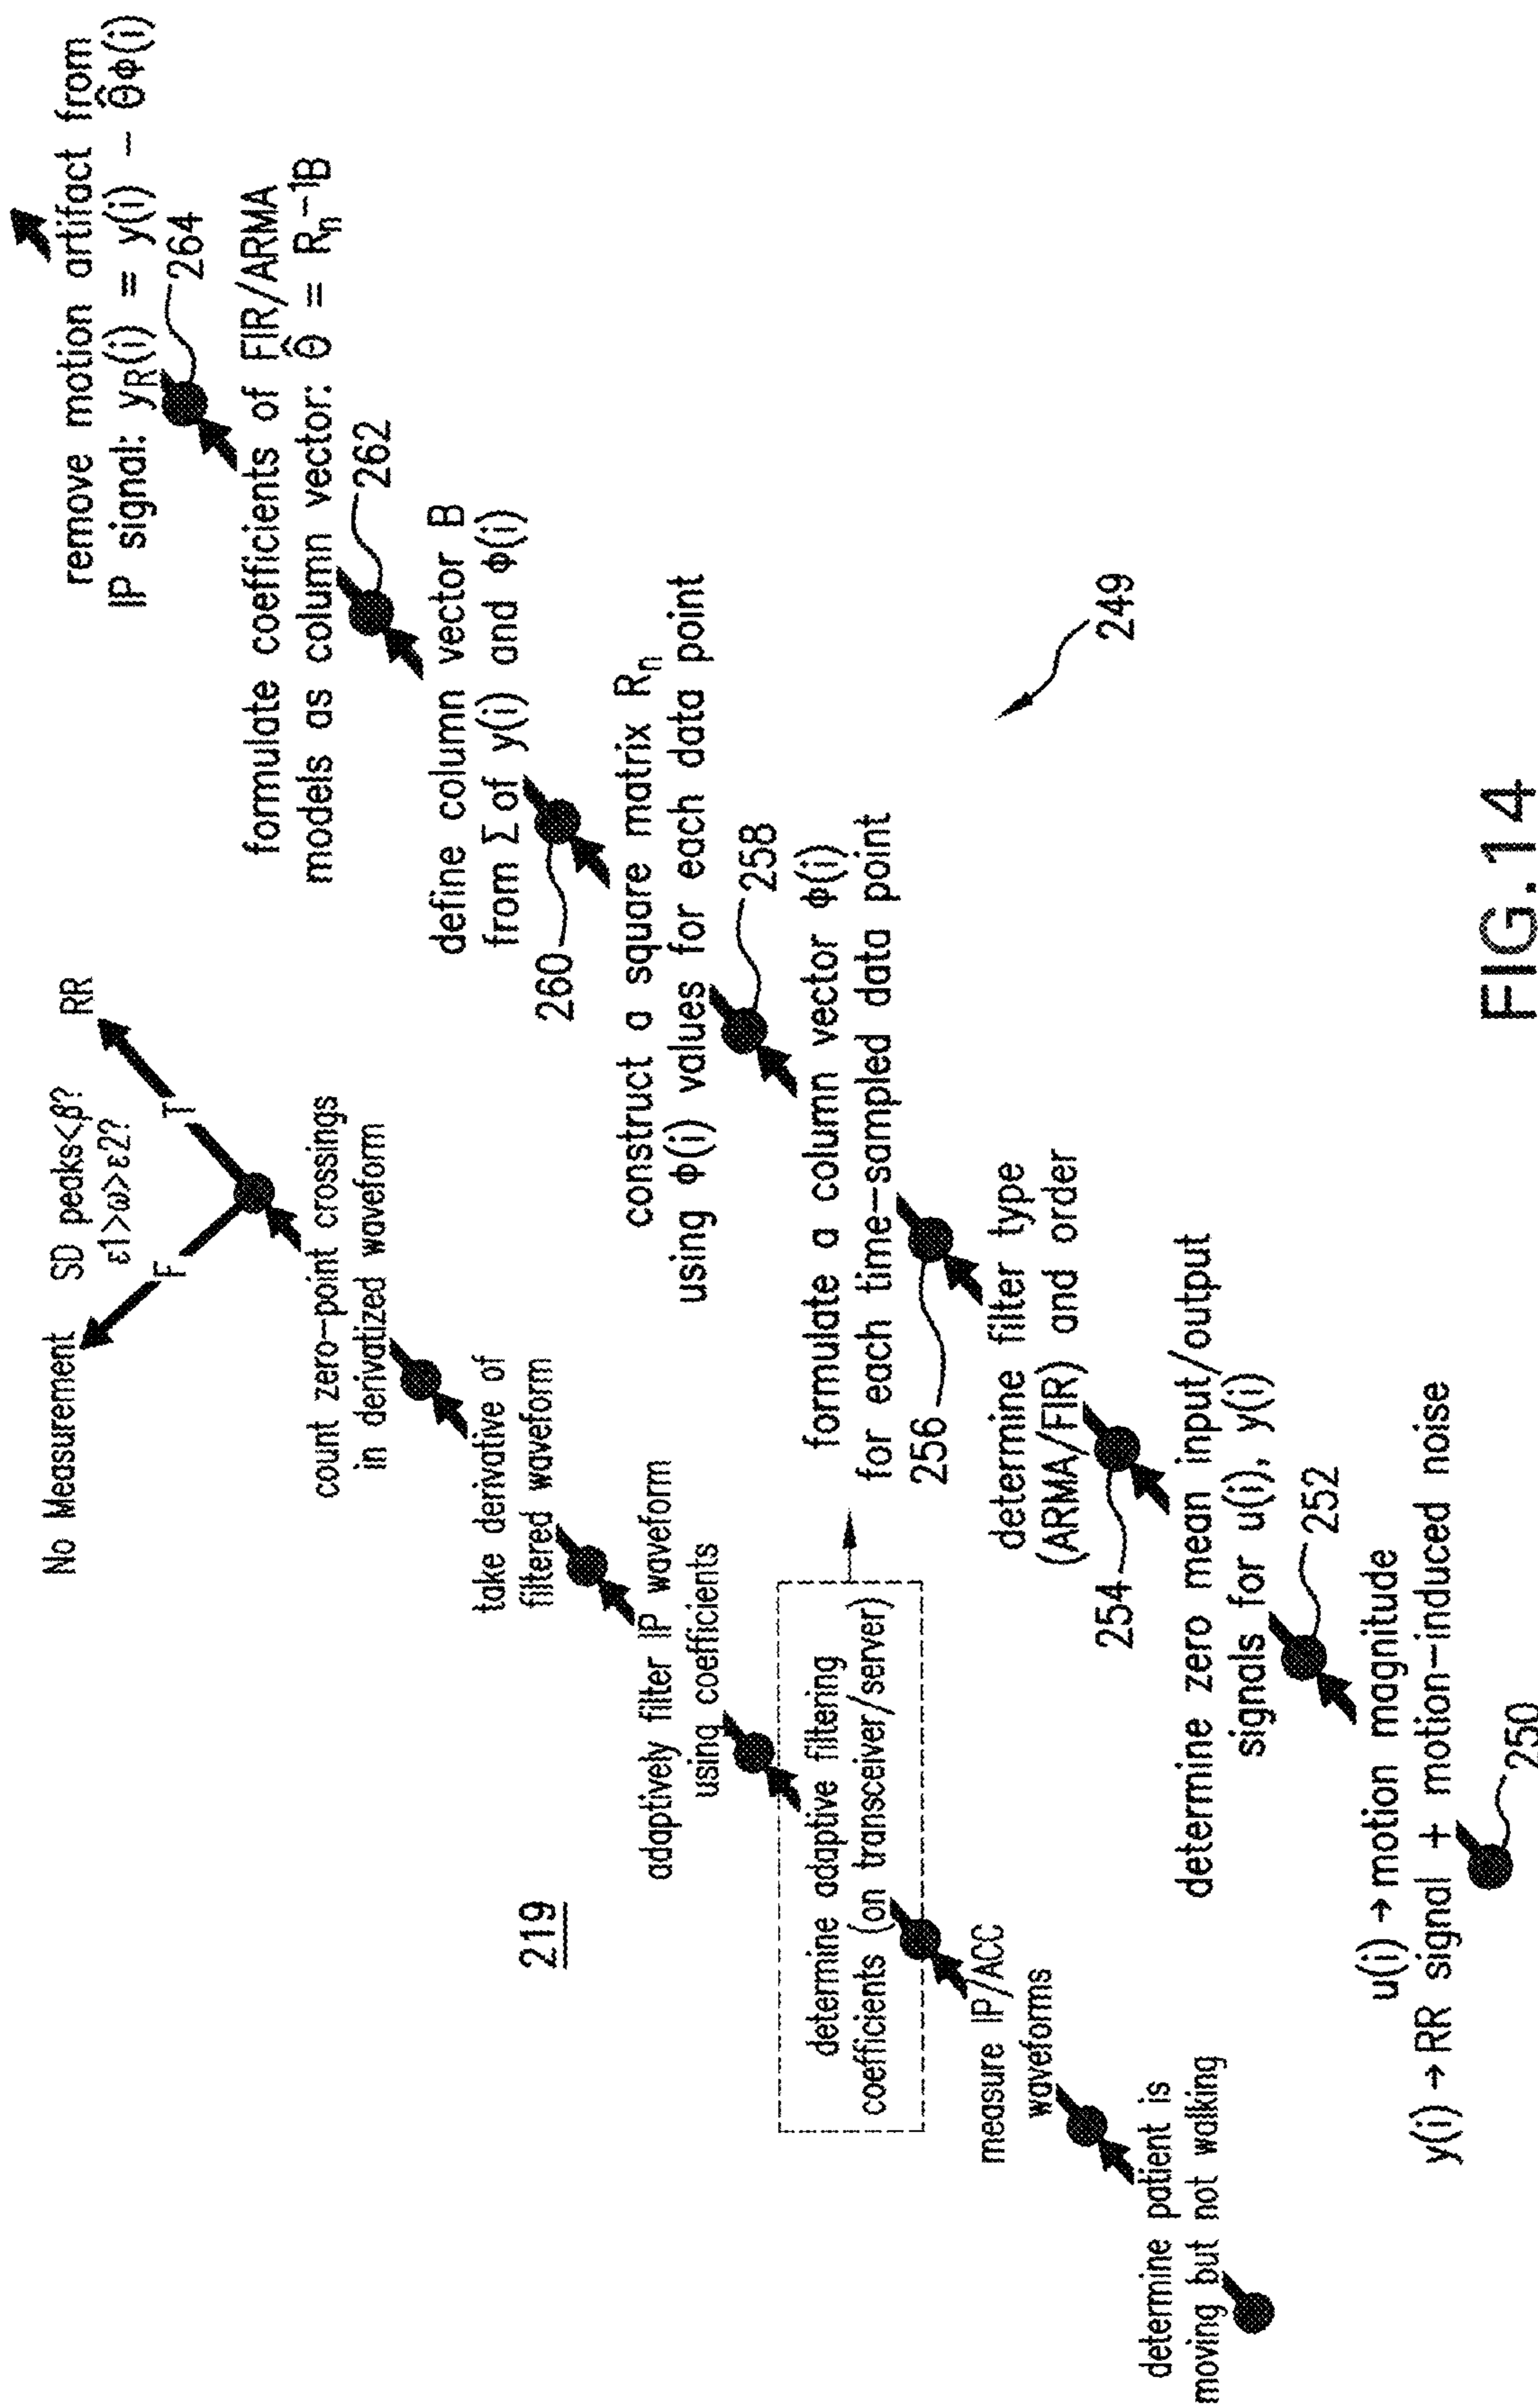 219
No Measurement
SD peaks<β?
ε1>ω>ε2?
RR
F
T
count zero-point crossings
in derivatized waveform
take derivative of
filtered waveform
adaptively filter IP waveform
using coefficients
determine adaptive filtering
coefficients (on transceiver/server)
measure IP/ACC
waveforms
determine patient is
moving but not walking
remove motion artifact from
IP signal: yR(i) = y(i) - Θ̂ϕ(i)
264
formulate coefficients of FIR/ARMA
models as column vector: Θ̂ = Rn⁻¹B
262
define column vector B
from Σ of y(i) and ϕ(i)
260
construct a square matrix Rn
using ϕ(i) values for each data point
258
formulate a column vector ϕ(i)
for each time-sampled data point
256
determine filter type
(ARMA/FIR) and order
254
determine zero mean input/output
signals for u(i), y(i)
252
u(i) → motion magnitude
y(i) → RR signal + motion-induced noise
250
249
FIG.14